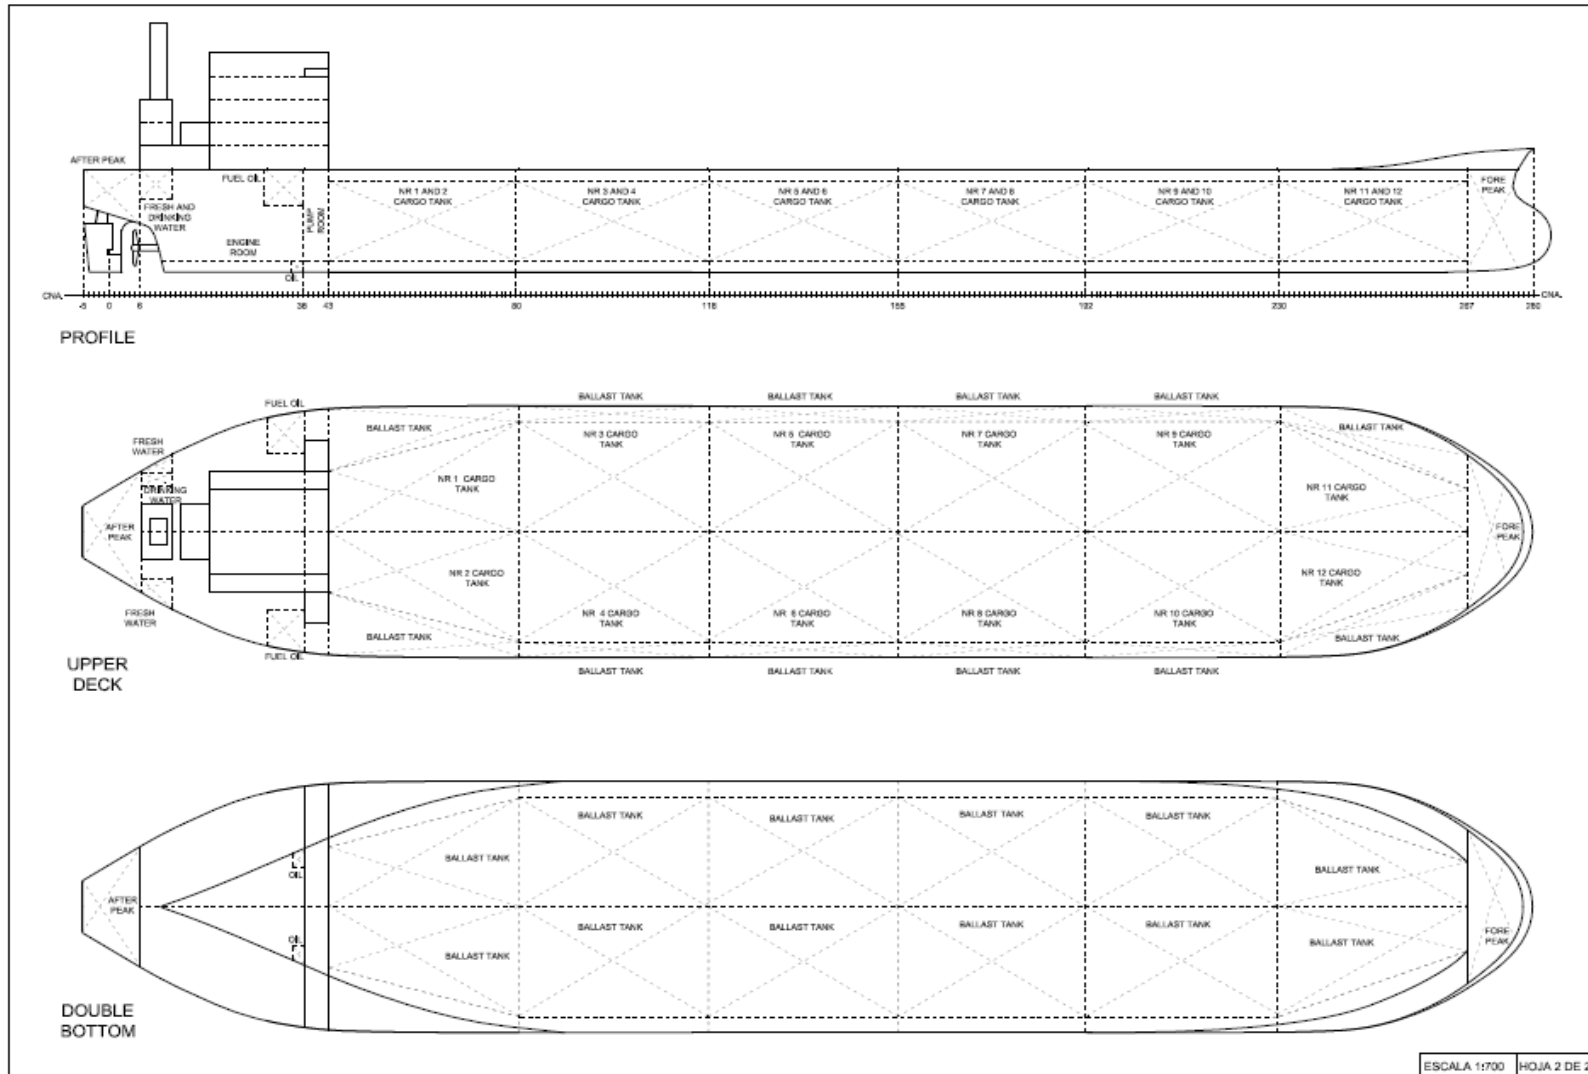 AFTER PEAK
FUEL OIL
FRESH AND
DRINKING
WATER
PUMP
ROOM
ENGINE
ROOM
OIL
NR 1 AND 2
CARGO TANK
NR 3 AND 4
CARGO TANK
NR 5 AND 6
CARGO TANK
NR 7 AND 8
CARGO TANK
NR 9 AND 10
CARGO TANK
NR 11 AND 12
CARGO TANK
FORE
PEAK
CNA. -5 0 6 38 43 80 118 155 192 230 267 280 CNA.
PROFILE
FUEL OIL
BALLAST TANK
BALLAST TANK
BALLAST TANK
BALLAST TANK
BALLAST TANK
BALLAST TANK
FRESH
WATER
DRINKING
WATER
NR 3 CARGO
TANK
NR 5 CARGO
TANK
NR 7 CARGO
TANK
NR 9 CARGO
TANK
NR 1 CARGO
TANK
NR 11 CARGO
TANK
AFTER
PEAK
FORE
PEAK
NR 2 CARGO
TANK
NR 12 CARGO
TANK
FRESH
WATER
NR 4 CARGO
TANK
NR 6 CARGO
TANK
NR 8 CARGO
TANK
NR 10 CARGO
TANK
BALLAST TANK
BALLAST TANK
FUEL OIL
BALLAST TANK
BALLAST TANK
BALLAST TANK
BALLAST TANK
UPPER
DECK
BALLAST TANK
BALLAST TANK
BALLAST TANK
BALLAST TANK
BALLAST TANK
BALLAST TANK
OIL
AFTER
PEAK
OIL
BALLAST TANK
BALLAST TANK
BALLAST TANK
BALLAST TANK
BALLAST TANK
BALLAST TANK
FORE
PEAK
DOUBLE
BOTTOM
ESCALA 1:700
HOJA 2 DE 2